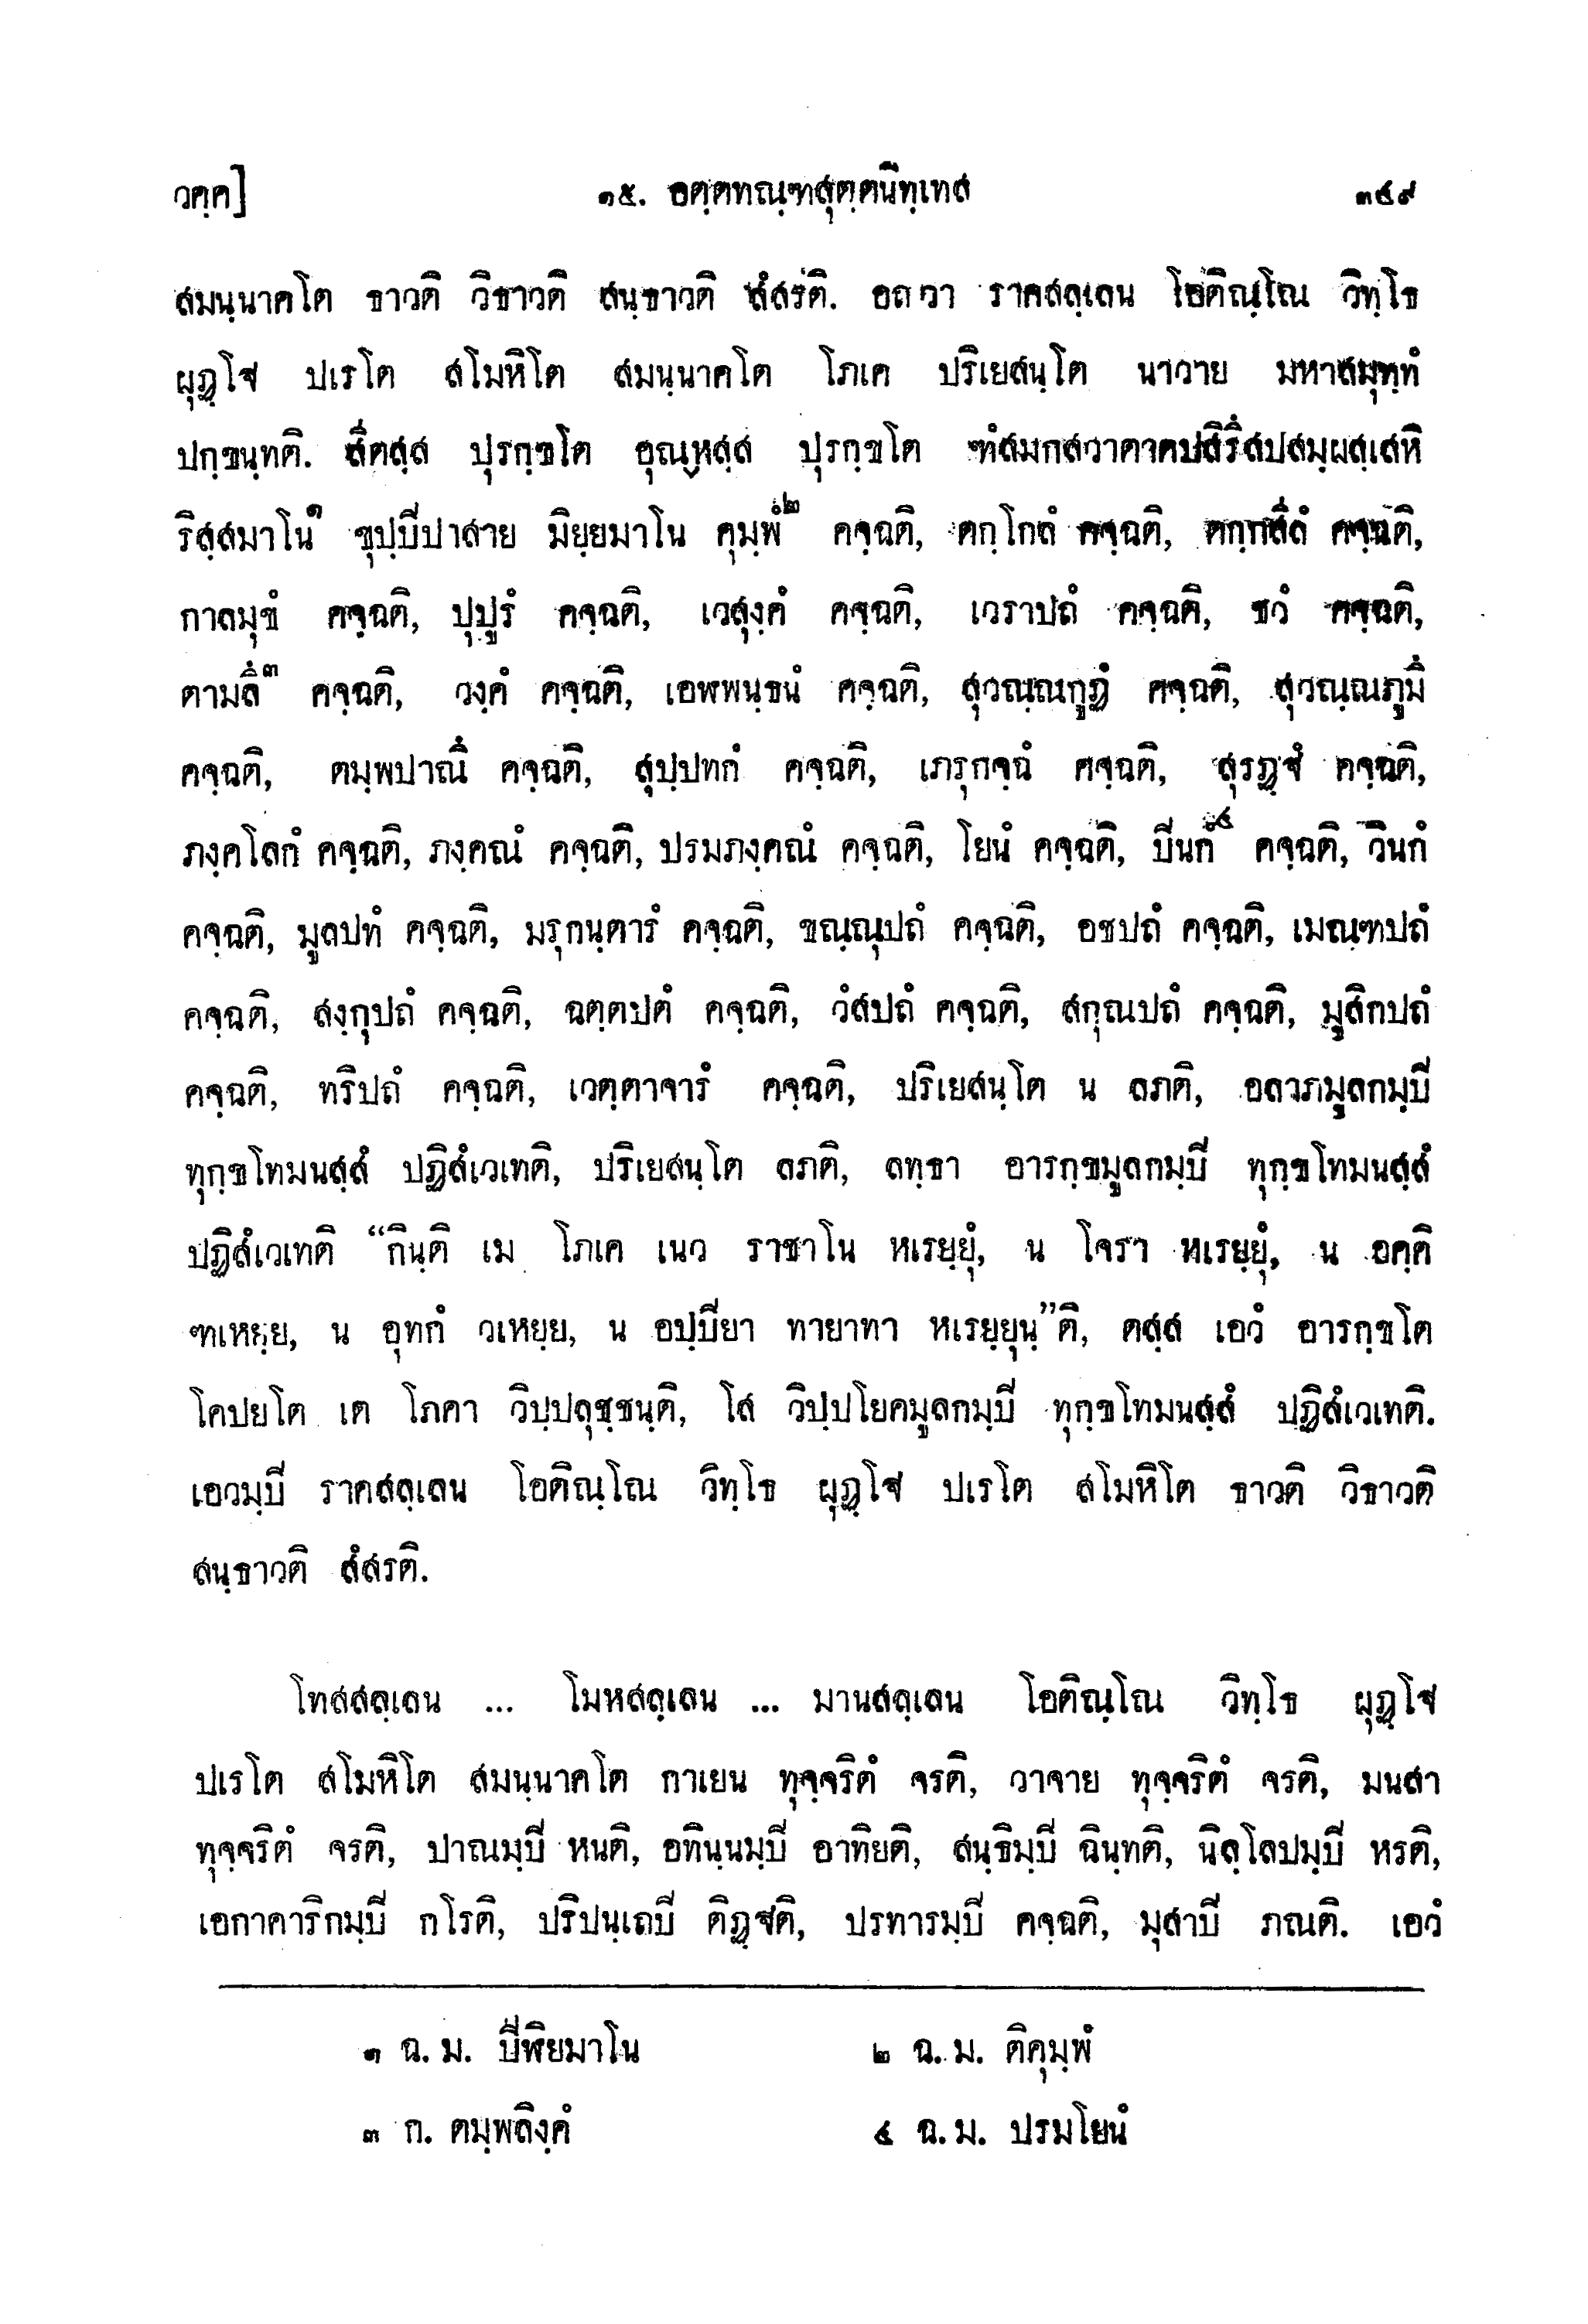 วคฺค]
๑๕. อตฺตทณฺฑสุตฺตนิทฺเทส
๓๔๙
สมนฺนาคโต ธาวติ วิธาวติ สนฺธาวติ สํสรติ. อถวา ราคสลฺเลน โอติณฺโณ วิทฺโธ
ผุฏฺโฐ ปเรโต สโมหิโต สมนฺนาคโต โภเค ปริเยสนฺโต นาวาย มหาสมุทฺทํ
ปกฺขนฺทติ. สีตสฺส ปุรกฺขโต อุณฺหสฺส ปุรกฺขโต ฑํสมกสวาตาตปสิรึสปสมฺผสฺเสหิ
ริสฺสมาโน๑ ขุปฺปิปาสาย มิยฺยมาโน คุมฺพํ๒ คจฺฉติ, ตกฺโกลํ คจฺฉติ, ตกฺกสีลํ คจฺฉติ,
กาลมุขํ คจฺฉติ, ปุปูรํ คจฺฉติ, เวสุงฺคํ คจฺฉติ, เวราปถํ คจฺฉติ, ชวํ คจฺฉติ,
ตามลึ๓ คจฺฉติ, วงฺคํ คจฺฉติ, เอฬพนฺธนํ คจฺฉติ, สุวณฺณกูฏํ คจฺฉติ, สุวณฺณภูมึ
คจฺฉติ, ตมฺพปาณึ คจฺฉติ, สุปฺปทกํ คจฺฉติ, เภรุกจฺฉํ คจฺฉติ, สุรฏฺฐํ คจฺฉติ,
ภงฺคโลกํ คจฺฉติ, ภงฺคณํ คจฺฉติ, ปรมภงฺคณํ คจฺฉติ, โยนํ คจฺฉติ, ปีนกํ๔ คจฺฉติ, วินกํ
คจฺฉติ, มูลปทํ คจฺฉติ, มรุกนฺตารํ คจฺฉติ, ชณฺณุปถํ คจฺฉติ, อชปถํ คจฺฉติ, เมณฺฑปถํ
คจฺฉติ, สงฺกุปถํ คจฺฉติ, ฉตฺตปตํ คจฺฉติ, วํสปถํ คจฺฉติ, สกุณปถํ คจฺฉติ, มูสิกปถํ
คจฺฉติ, ทริปถํ คจฺฉติ, เวตฺตาจารํ คจฺฉติ, ปริเยสนฺโต น ลภติ, อลาภมูลกมฺปิ
ทุกฺขโทมนสฺสํ ปฏิสํเวเทติ, ปริเยสนฺโต ลภติ, ลทฺธา อารกฺขมูลกมฺปิ ทุกฺขโทมนสฺสํ
ปฏิสํเวเทติ “กินฺติ เม โภเค เนว ราชาโน หเรยฺยุํ, น โจรา หเรยฺยุํ, น อคฺคิ
ฑเหยฺย, น อุทกํ วเหยฺย, น อปฺปิยา ทายาทา หเรยฺยุนฺ”ติ, ตสฺส เอวํ อารกฺขโต
โคปยโต เต โภคา วิปฺปลุชฺชนฺติ, โส วิปฺปโยคมูลกมฺปิ ทุกฺขโทมนสฺสํ ปฏิสํเวเทติ.
เอวมฺปิ ราคสลฺเลน โอติณฺโณ วิทฺโธ ผุฏฺโฐ ปเรโต สโมหิโต ธาวติ วิธาวติ
สนฺธาวติ สํสรติ.
โทสสลฺเลน ... โมหสลฺเลน ... มานสลฺเลน โอติณฺโณ วิทฺโธ ผุฏฺโฐ
ปเรโต สโมหิโต สมนฺนาคโต กาเยน ทุจฺจริตํ จรติ, วาจาย ทุจฺจริตํ จรติ, มนสา
ทุจฺจริตํ จรติ, ปาณมฺปิ หนติ, อทินฺนมฺปิ อาทิยติ, สนฺธิมฺปิ ฉินฺทติ, นิลฺโลปมฺปิ หรติ,
เอกาคาริกมฺปิ กโรติ, ปริปนฺเถปิ ติฏฺฐติ, ปรทารมฺปิ คจฺฉติ, มุสาปิ ภณติ. เอวํ
๑ ฉ. ม. ปีฬิยมาโน
๒ ฉ. ม. ติคุมฺพํ
๓ ก. ตมฺพลิงฺคํ
๔ ฉ. ม. ปรมโยนํ